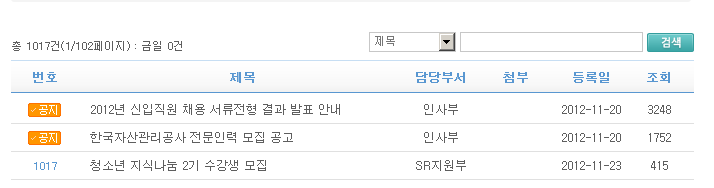 총 1017건(1/102페이지) : 금일 0건 제목 검색
번호 제목 담당부서 첨부 등록일 조회
공지 2012년 신입직원 채용 서류전형 결과 발표 안내 인사부 2012-11-20 3248
공지 한국자산관리공사 전문인력 모집 공고 인사부 2012-11-20 1752
1017 청소년 지식나눔 2기 수강생 모집 SR지원부 2012-11-23 415